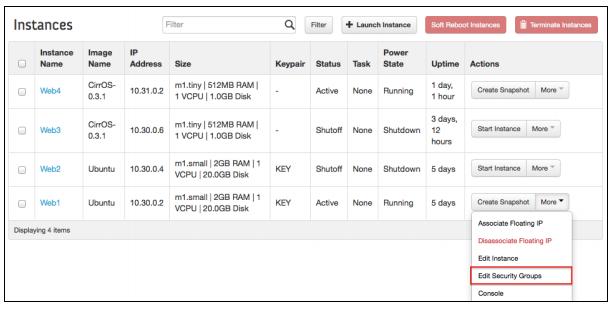 Instances
Filter
Filter
+ Launch Instance
Soft Reboot Instances
Terminate Instances
Instance Name Image Name IP Address Size Keypair Status Task Power State Uptime Actions
Web4 CirrOS-0.3.1 10.31.0.2 m1.tiny | 512MB RAM | 1 VCPU | 1.0GB Disk - Active None Running 1 day, 1 hour Create Snapshot More
Web3 CirrOS-0.3.1 10.30.0.6 m1.tiny | 512MB RAM | 1 VCPU | 1.0GB Disk - Shutoff None Shutdown 3 days, 12 hours Start Instance More
Web2 Ubuntu 10.30.0.4 m1.small | 2GB RAM | 1 VCPU | 20.0GB Disk KEY Shutoff None Shutdown 5 days Start Instance More
Web1 Ubuntu 10.30.0.2 m1.small | 2GB RAM | 1 VCPU | 20.0GB Disk KEY Active None Running 5 days Create Snapshot More
Displaying 4 items
Associate Floating IP
Disassociate Floating IP
Edit Instance
Edit Security Groups
Console